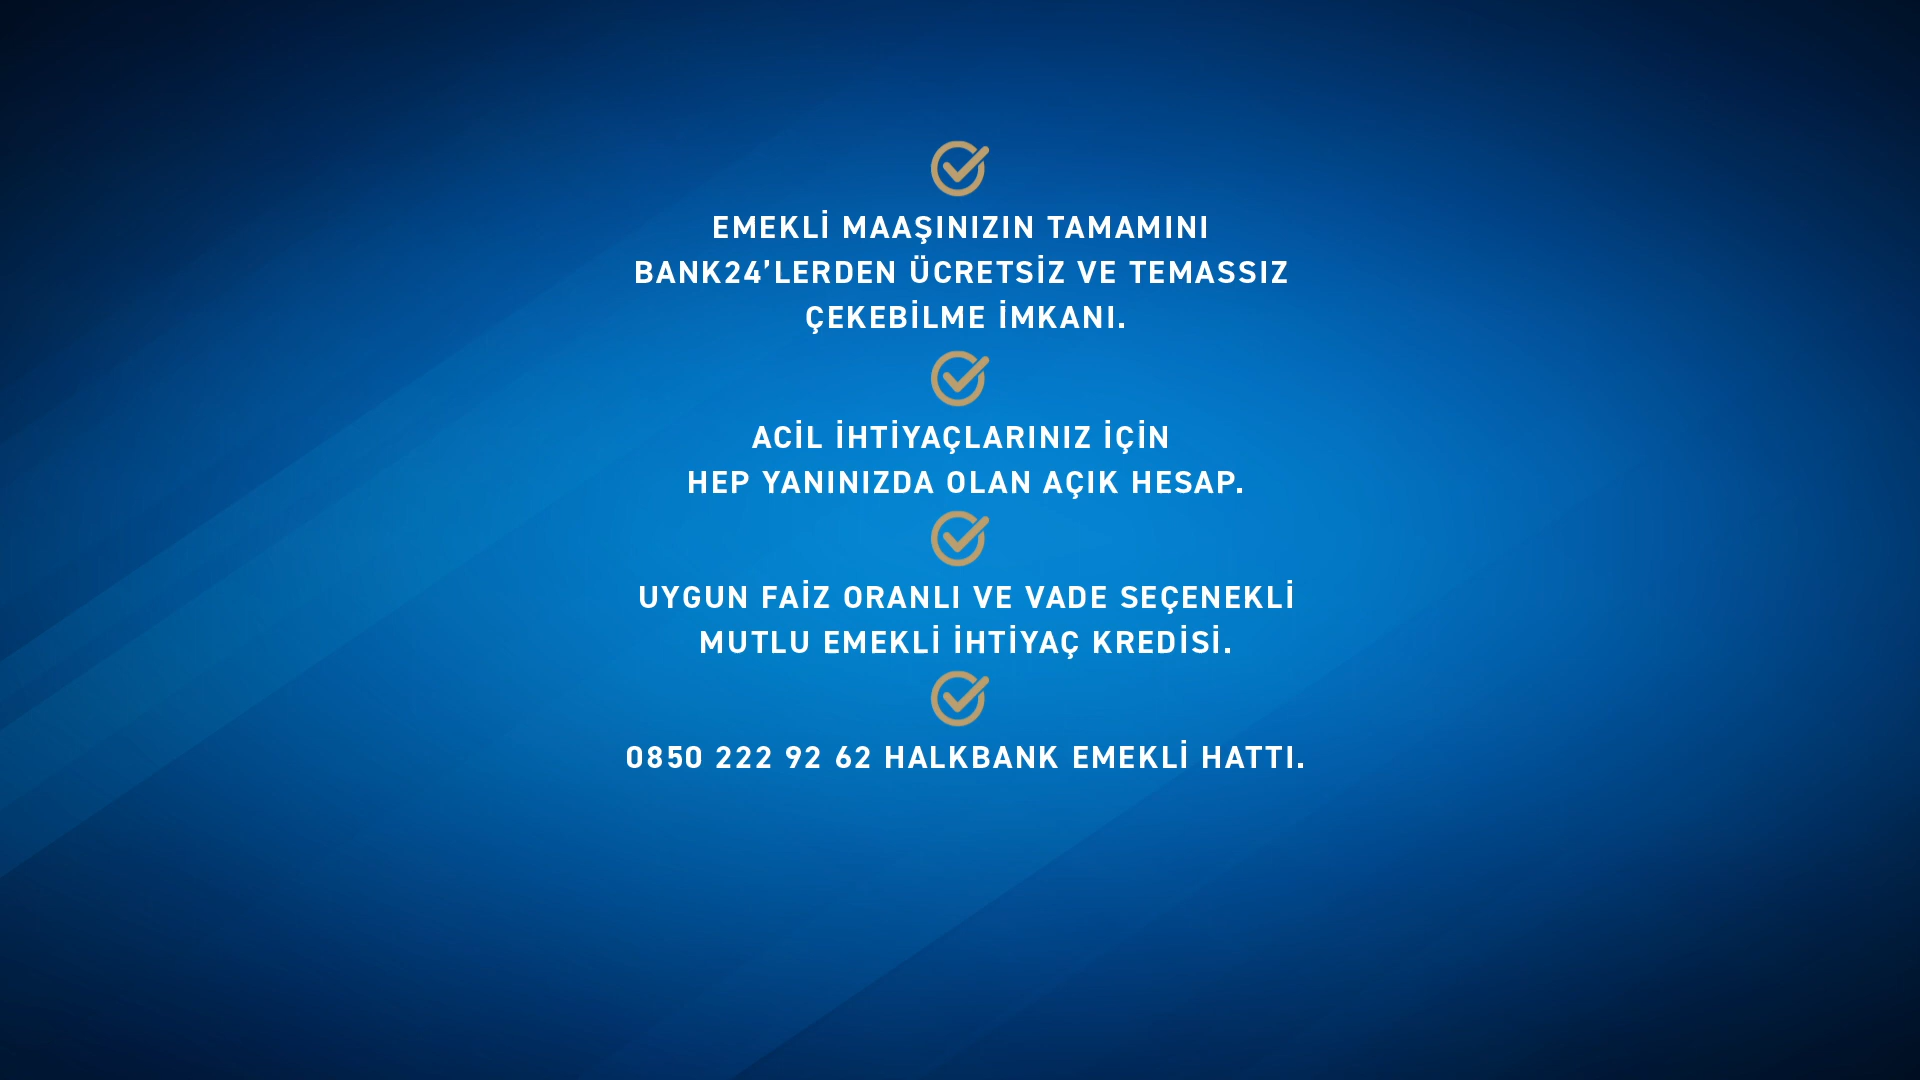 EMEKLİ MAAŞINIZIN TAMAMINI
BANK24’LERDEN ÜCRETSİZ VE TEMASSIZ
ÇEKEBİLME İMKANI.
ACİL İHTİYAÇLARINIZ İÇİN
HEP YANINIZDA OLAN AÇIK HESAP.
UYGUN FAİZ ORANLI VE VADE SEÇENEKLİ
MUTLU EMEKLİ İHTİYAÇ KREDİSİ.
0850 222 92 62 HALKBANK EMEKLİ HATTI.